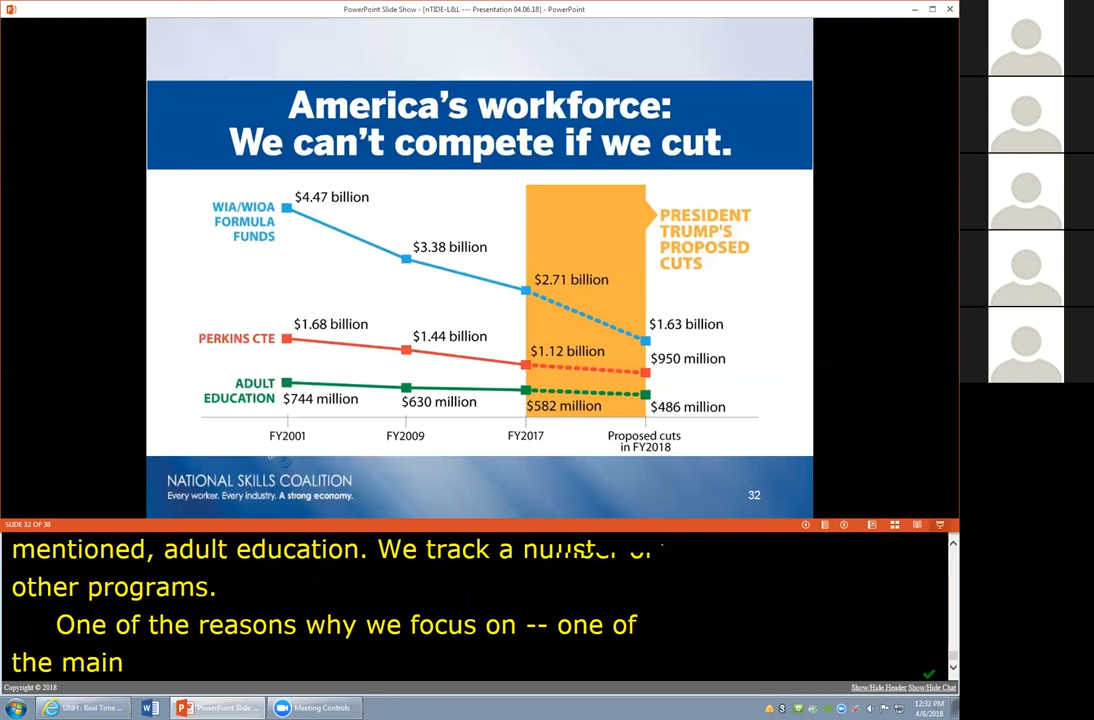 PowerPoint Slide Show - [nTIDE-L&L --- Presentation 04.06.18] - PowerPoint
America's workforce:
We can't compete if we cut.
WIA/WIOA
FORMULA
FUNDS
$4.47 billion
$3.38 billion
$2.71 billion
$1.63 billion
PRESIDENT
TRUMP'S
PROPOSED
CUTS
PERKINS CTE
$1.68 billion
$1.44 billion
$1.12 billion
$950 million
ADULT
EDUCATION
$744 million
$630 million
$582 million
$486 million
FY2001
FY2009
FY2017
Proposed cuts
in FY2018
NATIONAL SKILLS COALITION
Every worker. Every industry. A strong economy.
32
SLIDE 32 OF 38
mentioned, adult education. We track a
other programs.
One of the reasons why we focus on -- one of
the main
Copyright © 2018
Show/Hide Header Show/Hide Chat
UNH : Real Time ...
PowerPoint Slide ...
Meeting Controls
12:32 PM
4/6/2018